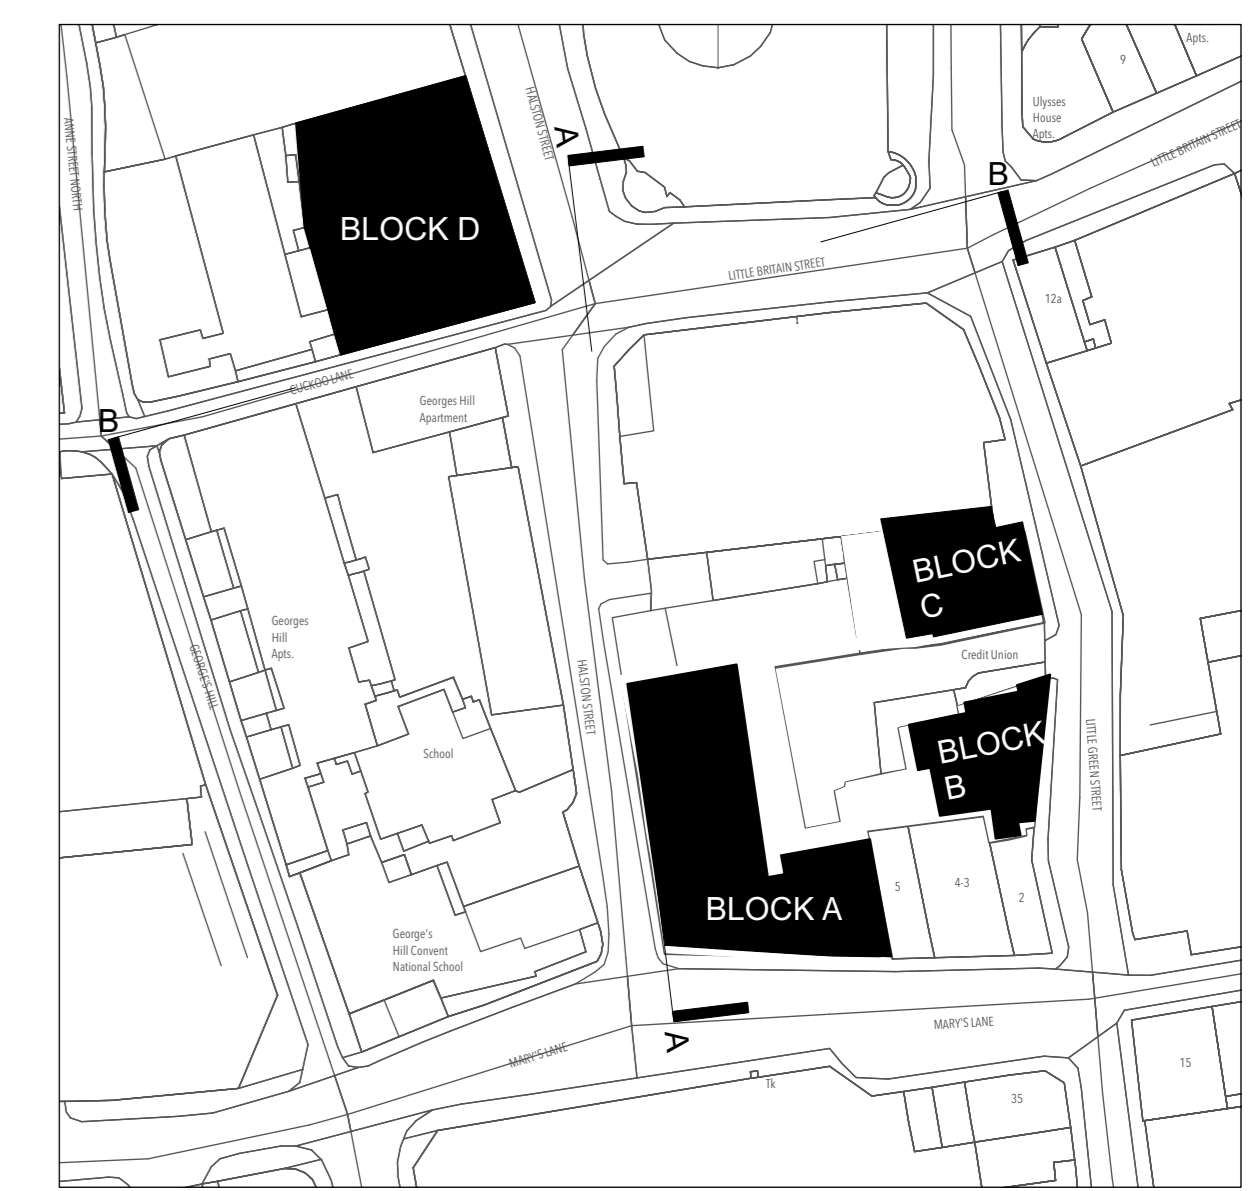 Apts.
9
Ulysses
House
Apts.
ANNE STREET NORTH
HALSTON STREET
A
LITTLE BRITAIN STREET
B
BLOCK D
LITTLE BRITAIN STREET
12a
CUCKOO LANE
Georges Hill
Apartment
B
BLOCK
C
Georges
Hill
Apts.
GEORGE'S HILL
HALSTON STREET
Credit Union
School
BLOCK
B
LITTLE GREEN STREET
BLOCK A
5
4-3
2
George's
Hill Convent
National School
MARY'S LANE
A
MARY'S LANE
Tk
15
35